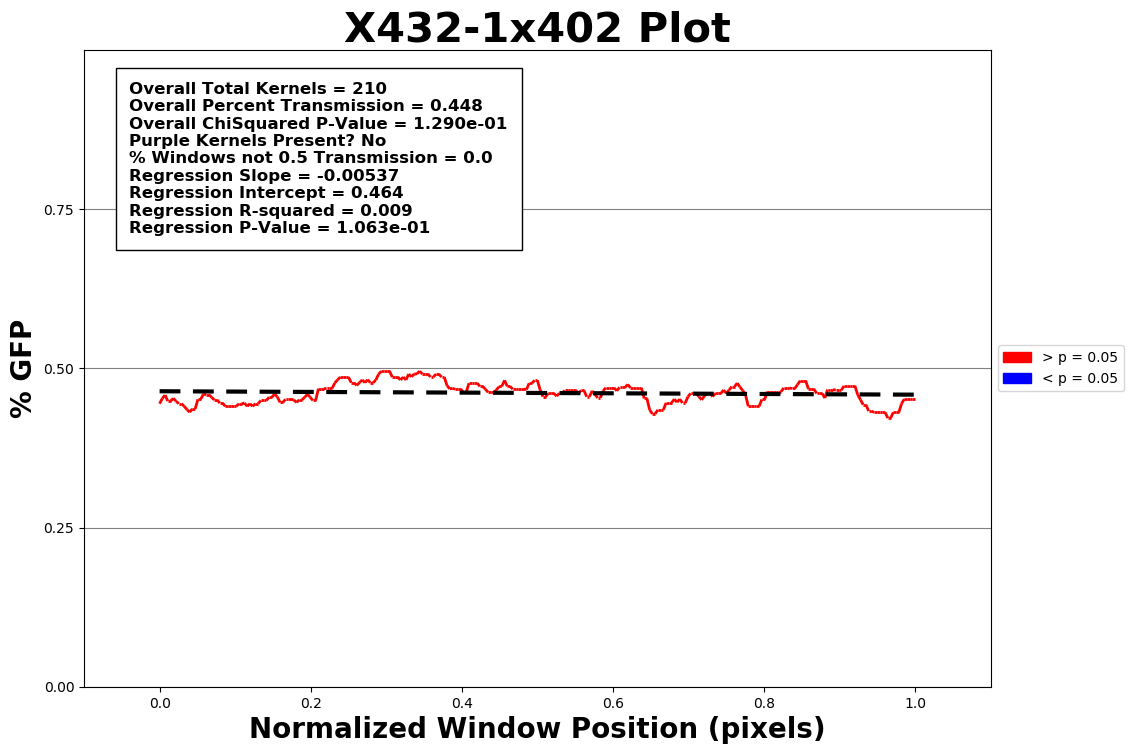 X432-1x402 Plot
Overall Total Kernels = 210
Overall Percent Transmission = 0.448
Overall ChiSquared P-Value = 1.290e-01
Purple Kernels Present? No
% Windows not 0.5 Transmission = 0.0
Regression Slope = -0.00537
Regression Intercept = 0.464
Regression R-squared = 0.009
Regression P-Value = 1.063e-01
% GFP
0.75
0.50
0.25
0.00
> p = 0.05
< p = 0.05
0.0 0.2 0.4 0.6 0.8 1.0
Normalized Window Position (pixels)